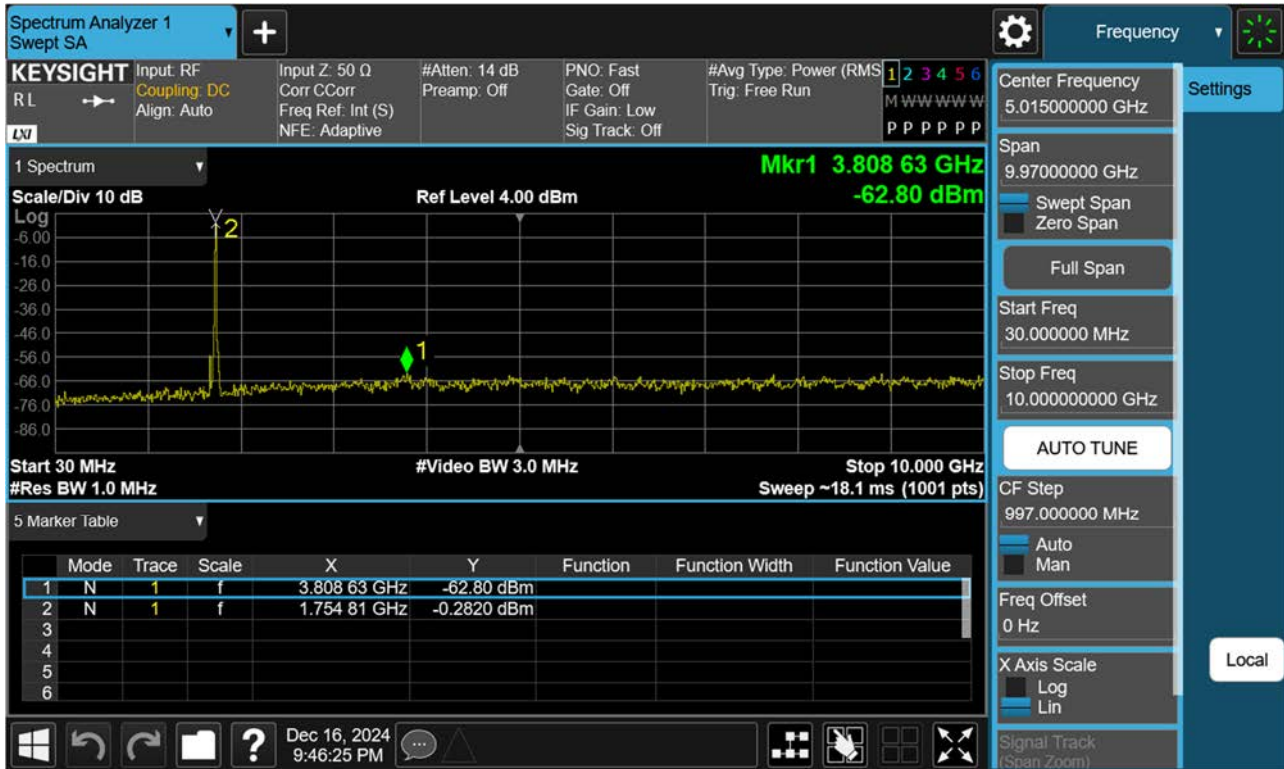 Spectrum Analyzer 1
Swept SA
+
Frequency
KEYSIGHT
RL
LXI
Input: RF
Coupling: DC
Align: Auto
Input Z: 50 Ω
Corr CCorr
Freq Ref: Int (S)
NFE: Adaptive
#Atten: 14 dB
Preamp: Off
PNO: Fast
Gate: Off
IF Gain: Low
Sig Track: Off
#Avg Type: Power (RMS
Trig: Free Run
1 2 3 4 5 6
M W W W W W
P P P P P P
1 Spectrum
Mkr1 3.808 63 GHz
-62.80 dBm
Scale/Div 10 dB
Ref Level 4.00 dBm
Log
-6.00
-16.0
-26.0
-36.0
-46.0
-56.0
-66.0
-76.0
-86.0
2
1
Start 30 MHz
#Video BW 3.0 MHz
Stop 10.000 GHz
#Res BW 1.0 MHz
Sweep ~18.1 ms (1001 pts)
5 Marker Table
Mode Trace Scale X Y Function Function Width Function Value
1 N 1 f 3.808 63 GHz -62.80 dBm
2 N 1 f 1.754 81 GHz -0.2820 dBm
3
4
5
6
Center Frequency
5.015000000 GHz
Span
9.97000000 GHz
Swept Span
Zero Span
Full Span
Start Freq
30.000000 MHz
Stop Freq
10.000000000 GHz
AUTO TUNE
CF Step
997.000000 MHz
Auto
Man
Freq Offset
0 Hz
X Axis Scale
Log
Lin
Signal Track
(Span Zoom)
Settings
Local
?
Dec 16, 2024
9:46:25 PM